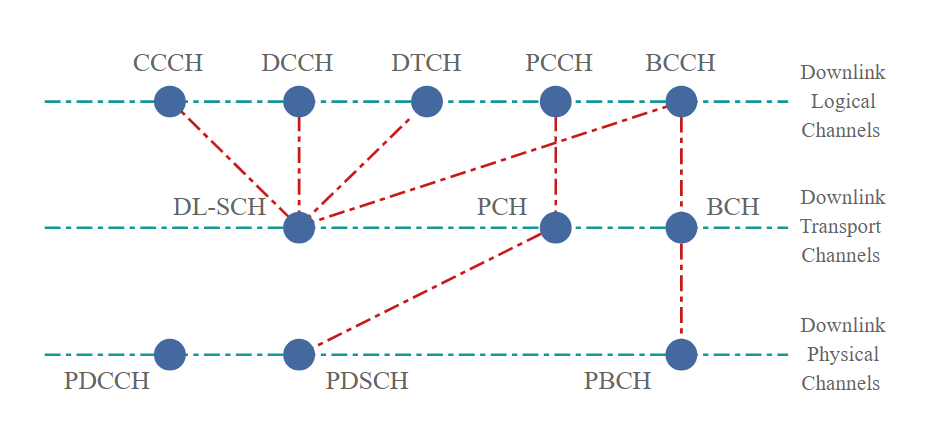 CCCH DCCH DTCH PCCH BCCH
Downlink
Logical
Channels
DL-SCH PCH BCH
Downlink
Transport
Channels
Downlink
Physical
Channels
PDCCH PDSCH PBCH